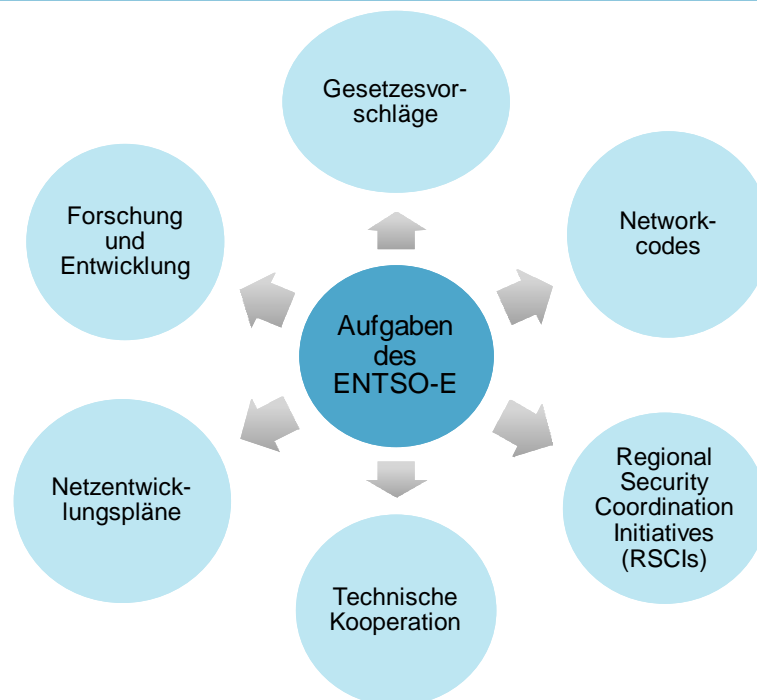 Gesetzesvor-
schläge
Forschung
und
Entwicklung
Network-
codes
Aufgaben
des
ENTSO-E
Netzentwick-
lungspläne
Regional
Security
Coordination
Initiatives
(RSCIs)
Technische
Kooperation